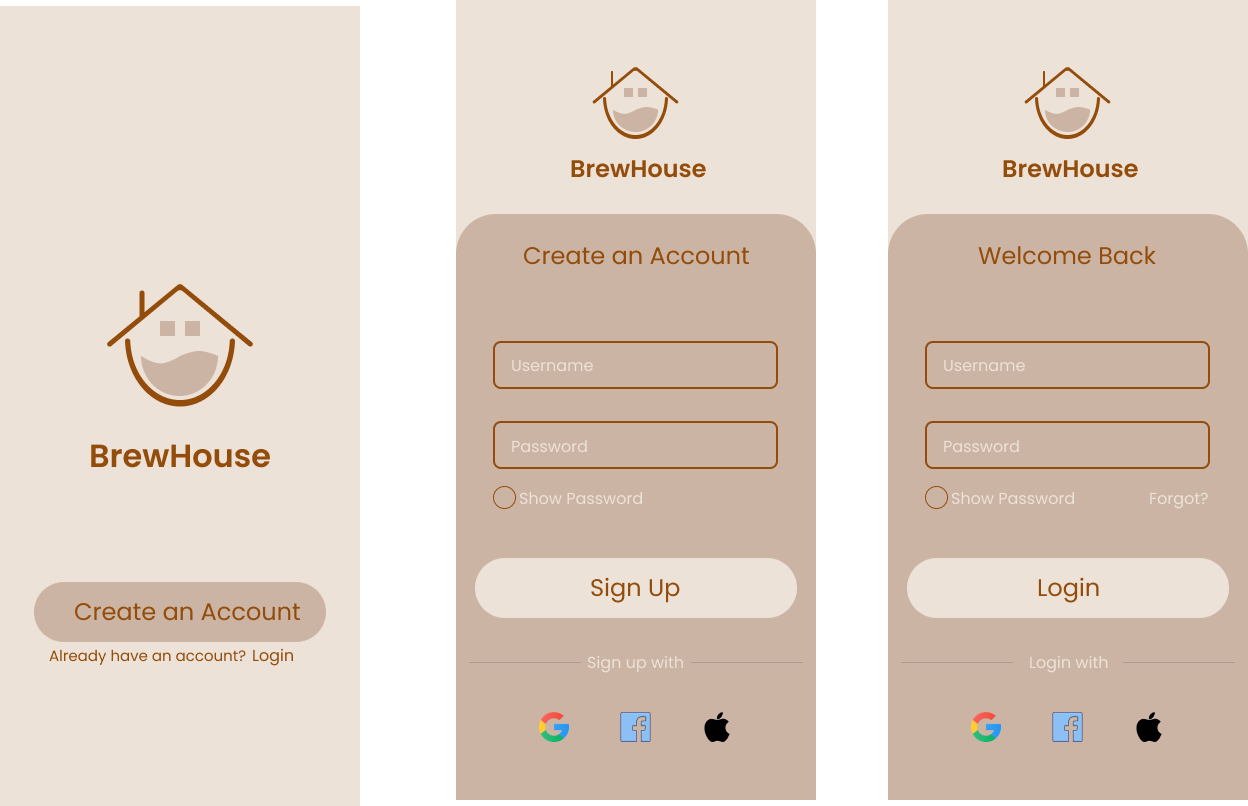 BrewHouse
Create an Account
Already have an account? Login
BrewHouse
Create an Account
Username
Password
Show Password
Sign Up
Sign up with
BrewHouse
Welcome Back
Username
Password
Show Password Forgot?
Login
Login with